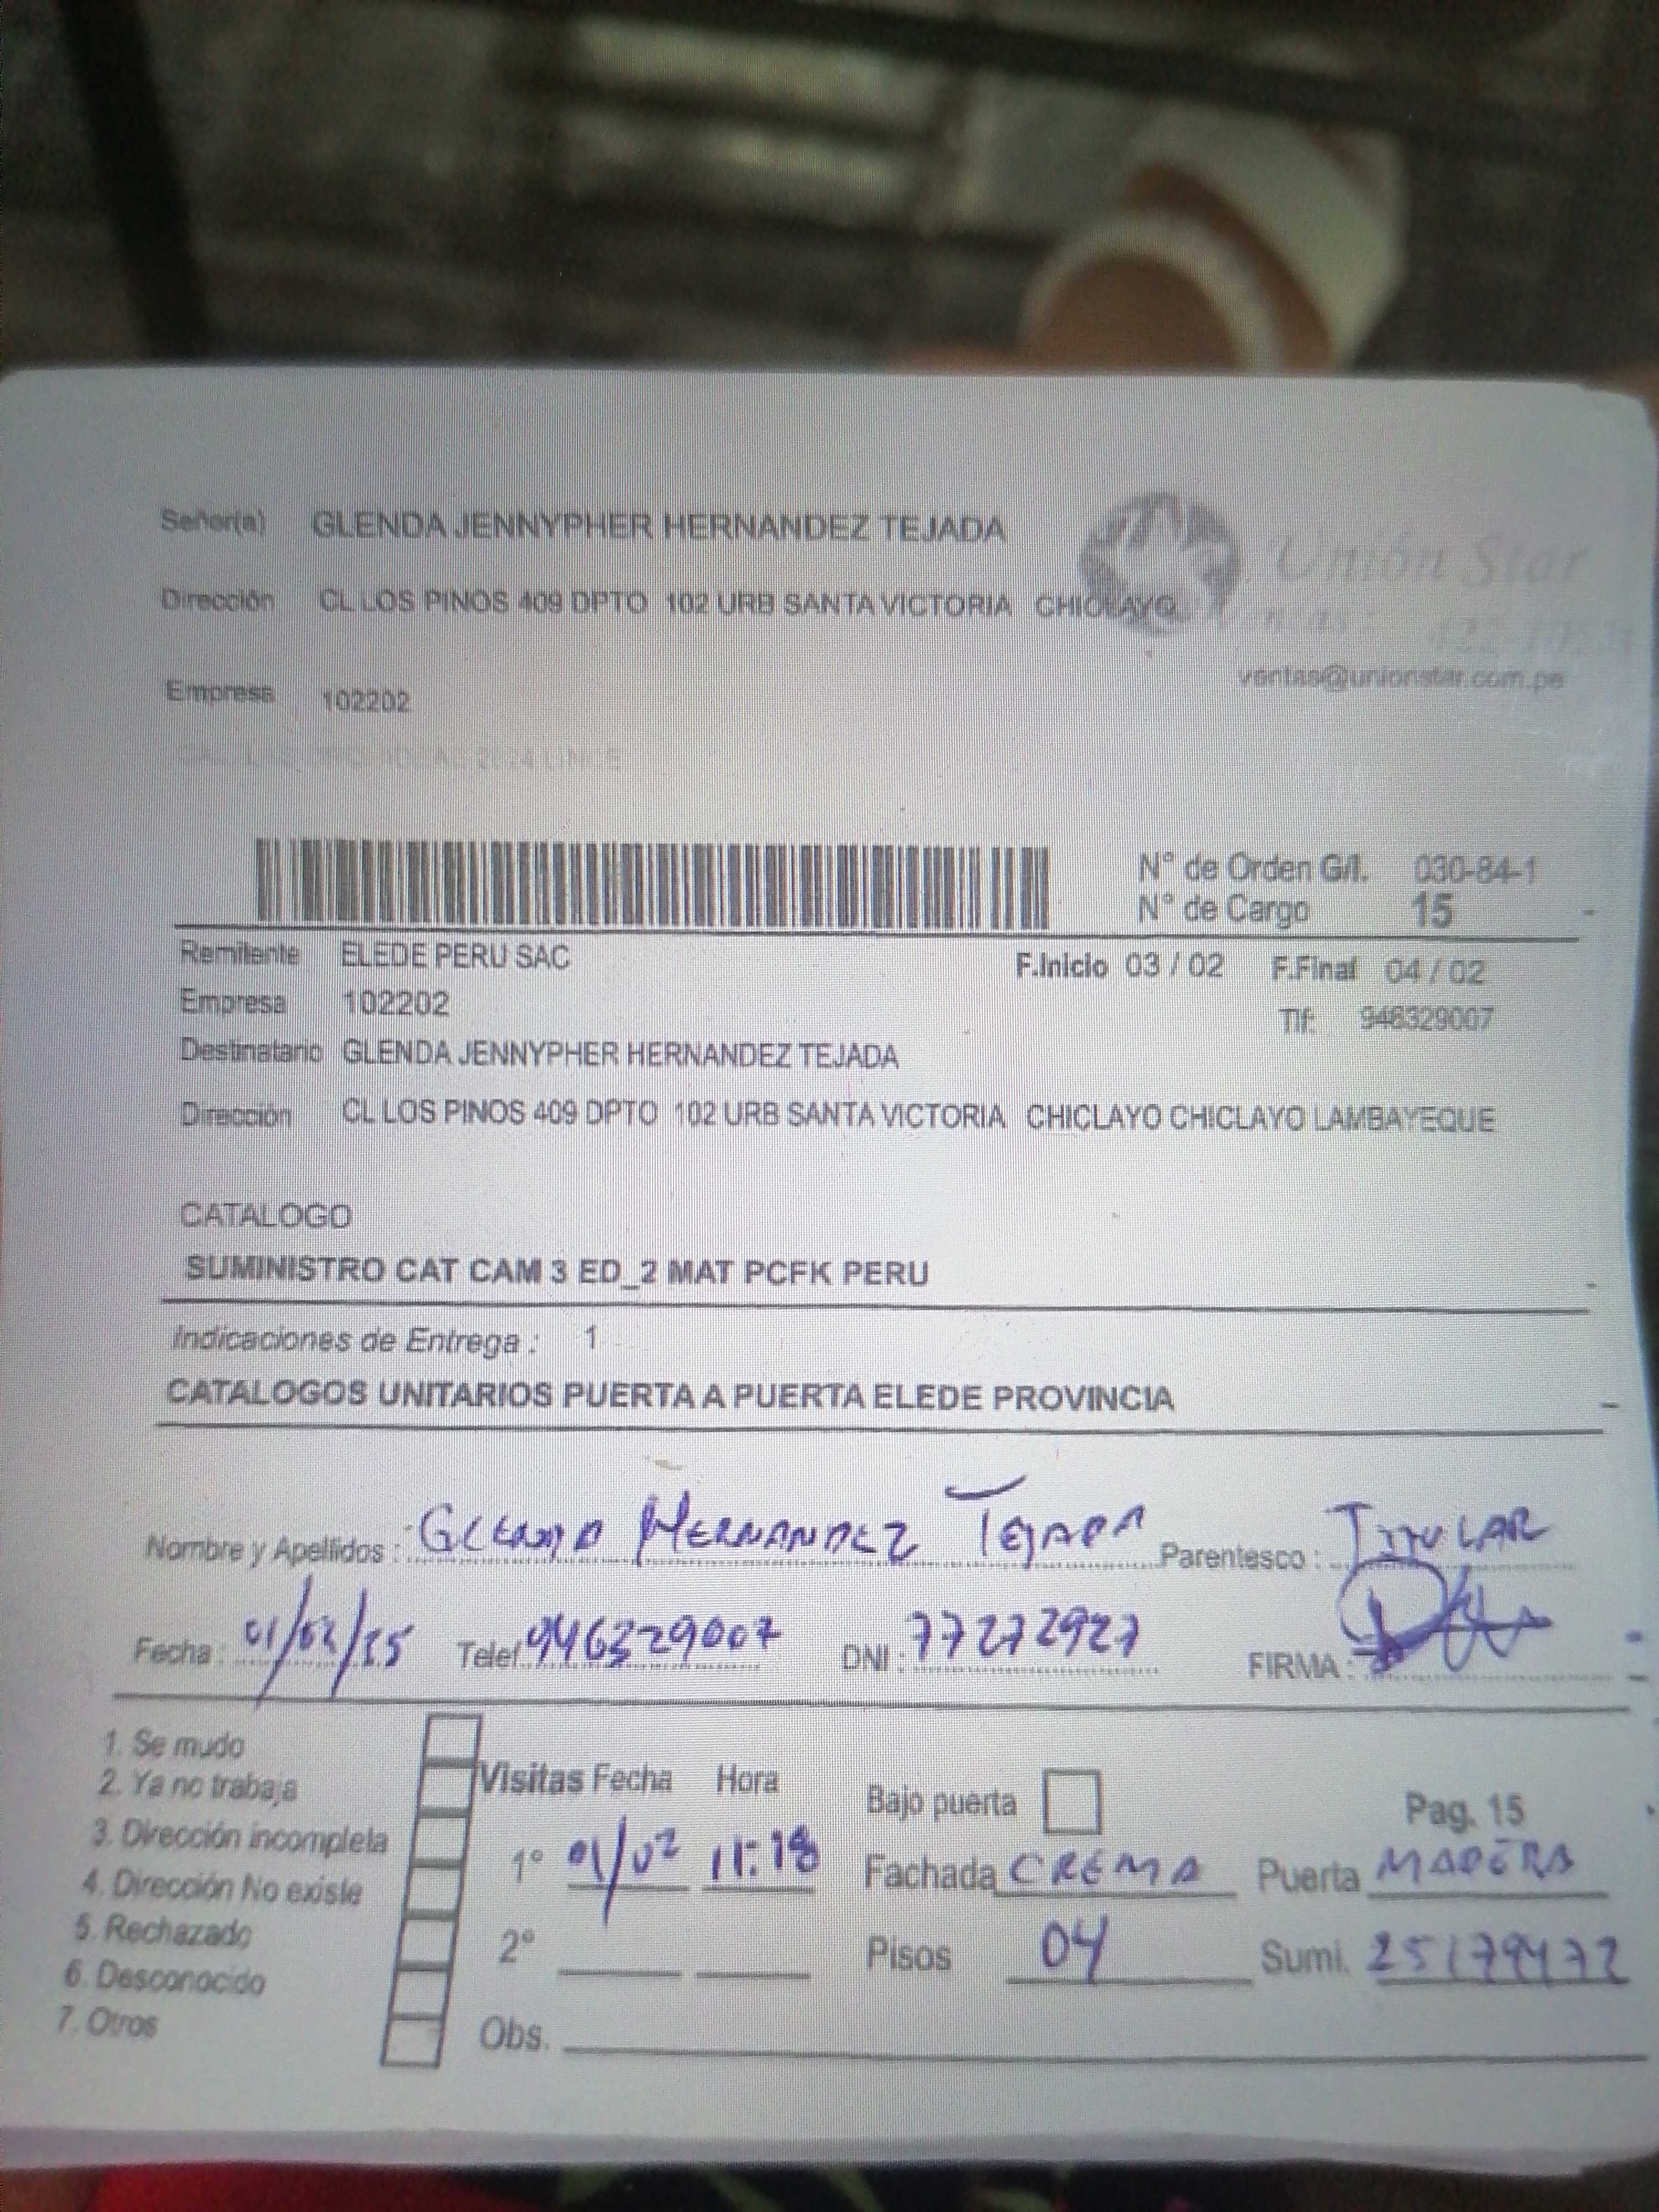 Señor(a) GLENDA JENNYPHER HERNANDEZ TEJADA
Unión Star
Dirección CL LOS PINOS 409 DPTO 102 URB SANTA VICTORIA CHICLAYO
ventas@unionstar.com.pe
Empresa 102202
N° de Orden G/I. 030-84-1
N° de Cargo 15
Remitente ELEDE PERU SAC F.Inicio 03 / 02 F.Final 04 / 02
Empresa 102202 Tlf: 946329007
Destinatario GLENDA JENNYPHER HERNANDEZ TEJADA
Dirección CL LOS PINOS 409 DPTO 102 URB SANTA VICTORIA CHICLAYO CHICLAYO LAMBAYEQUE
CATALOGO
SUMINISTRO CAT CAM 3 ED_2 MAT PCFK PERU
Indicaciones de Entrega : 1
CATALOGOS UNITARIOS PUERTA A PUERTA ELEDE PROVINCIA
Nombre y Apellidos : GLENDA HERNANDEZ TEJADA Parentesco : TITULAR
Fecha : 01/02/25 Telef. 946329007 DNI : 77272927 FIRMA :
1. Se mudo
2. Ya no trabaja
3. Dirección incompleta
4. Dirección No existe
5. Rechazado
6. Desconocido
7. Otros
Visitas Fecha Hora
1° 01/02 11:18
2°
Obs.
Bajo puerta Pag. 15
Fachada CREMA Puerta MADERA
Pisos 04 Sumi. 25179472